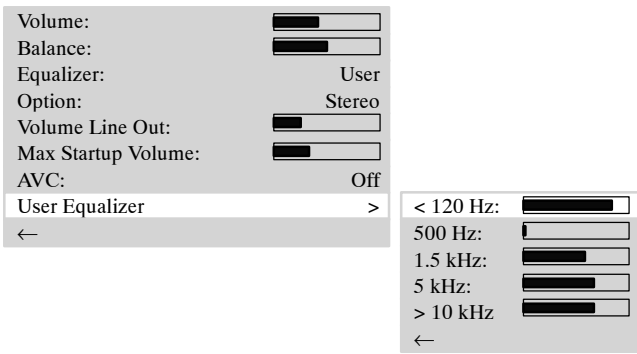 Volume:
Balance:
Equalizer: User
Option: Stereo
Volume Line Out:
Max Startup Volume:
AVC: Off
User Equalizer >
←
< 120 Hz:
500 Hz:
1.5 kHz:
5 kHz:
> 10 kHz
←